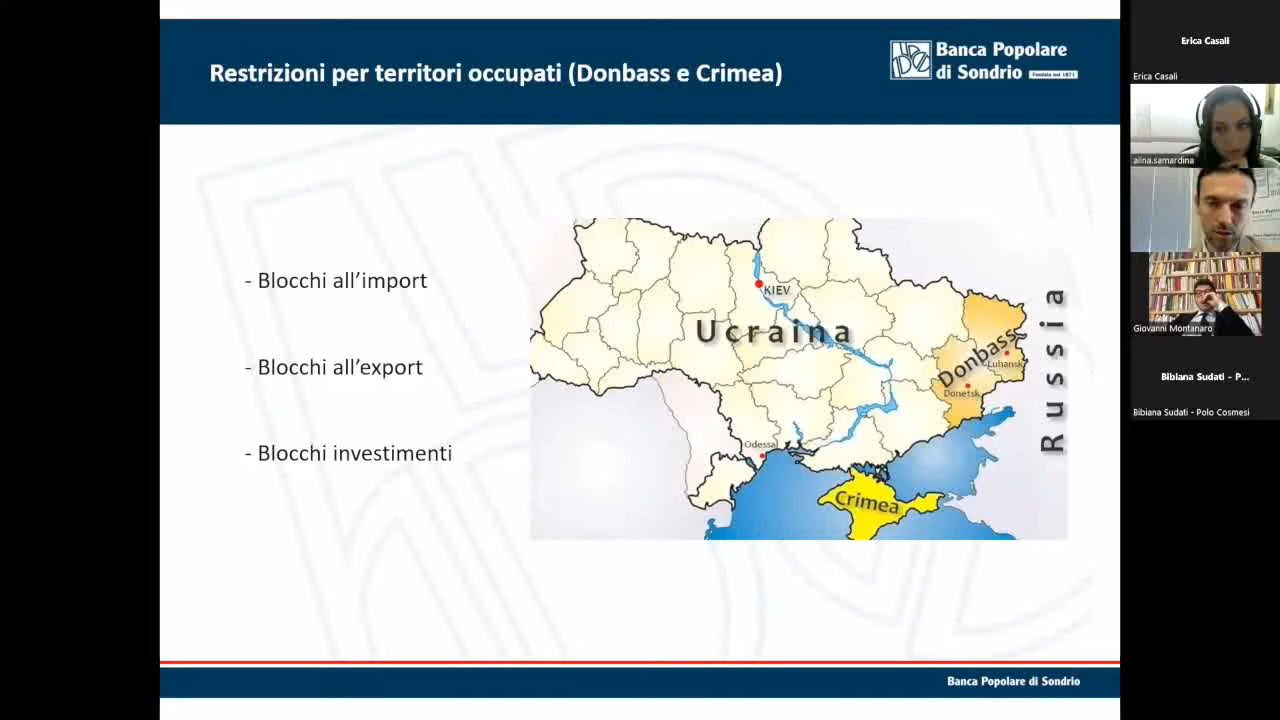 Restrizioni per territori occupati (Donbass e Crimea)
Banca Popolare
di Sondrio
Fondata nel 1871
- Blocchi all'import
- Blocchi all'export
- Blocchi investimenti
KIEV
Ucraina
Donbass
Luhansk
Donetsk
Odessa
Crimea
Russia
Banca Popolare di Sondrio
Erica Casali
Erica Casali
alina.samardina
Giovanni Montanaro
Bibiana Sudati - P...
Bibiana Sudati - Polo Cosmesi